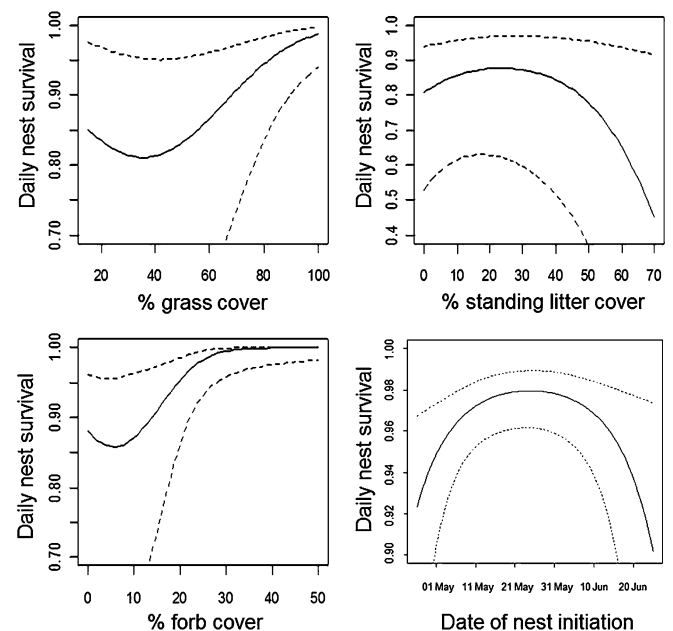 Daily nest survival
1.00
0.90
0.80
0.70
20 40 60 80 100
% grass cover
Daily nest survival
1.0
0.9
0.8
0.7
0.6
0.5
0.4
0 10 20 30 40 50 60 70
% standing litter cover
Daily nest survival
1.00
0.90
0.80
0.70
0 10 20 30 40 50
% forb cover
Daily nest survival
1.00
0.98
0.96
0.94
0.92
0.90
01 May 11 May 21 May 31 May 10 Jun 20 Jun
Date of nest initiation